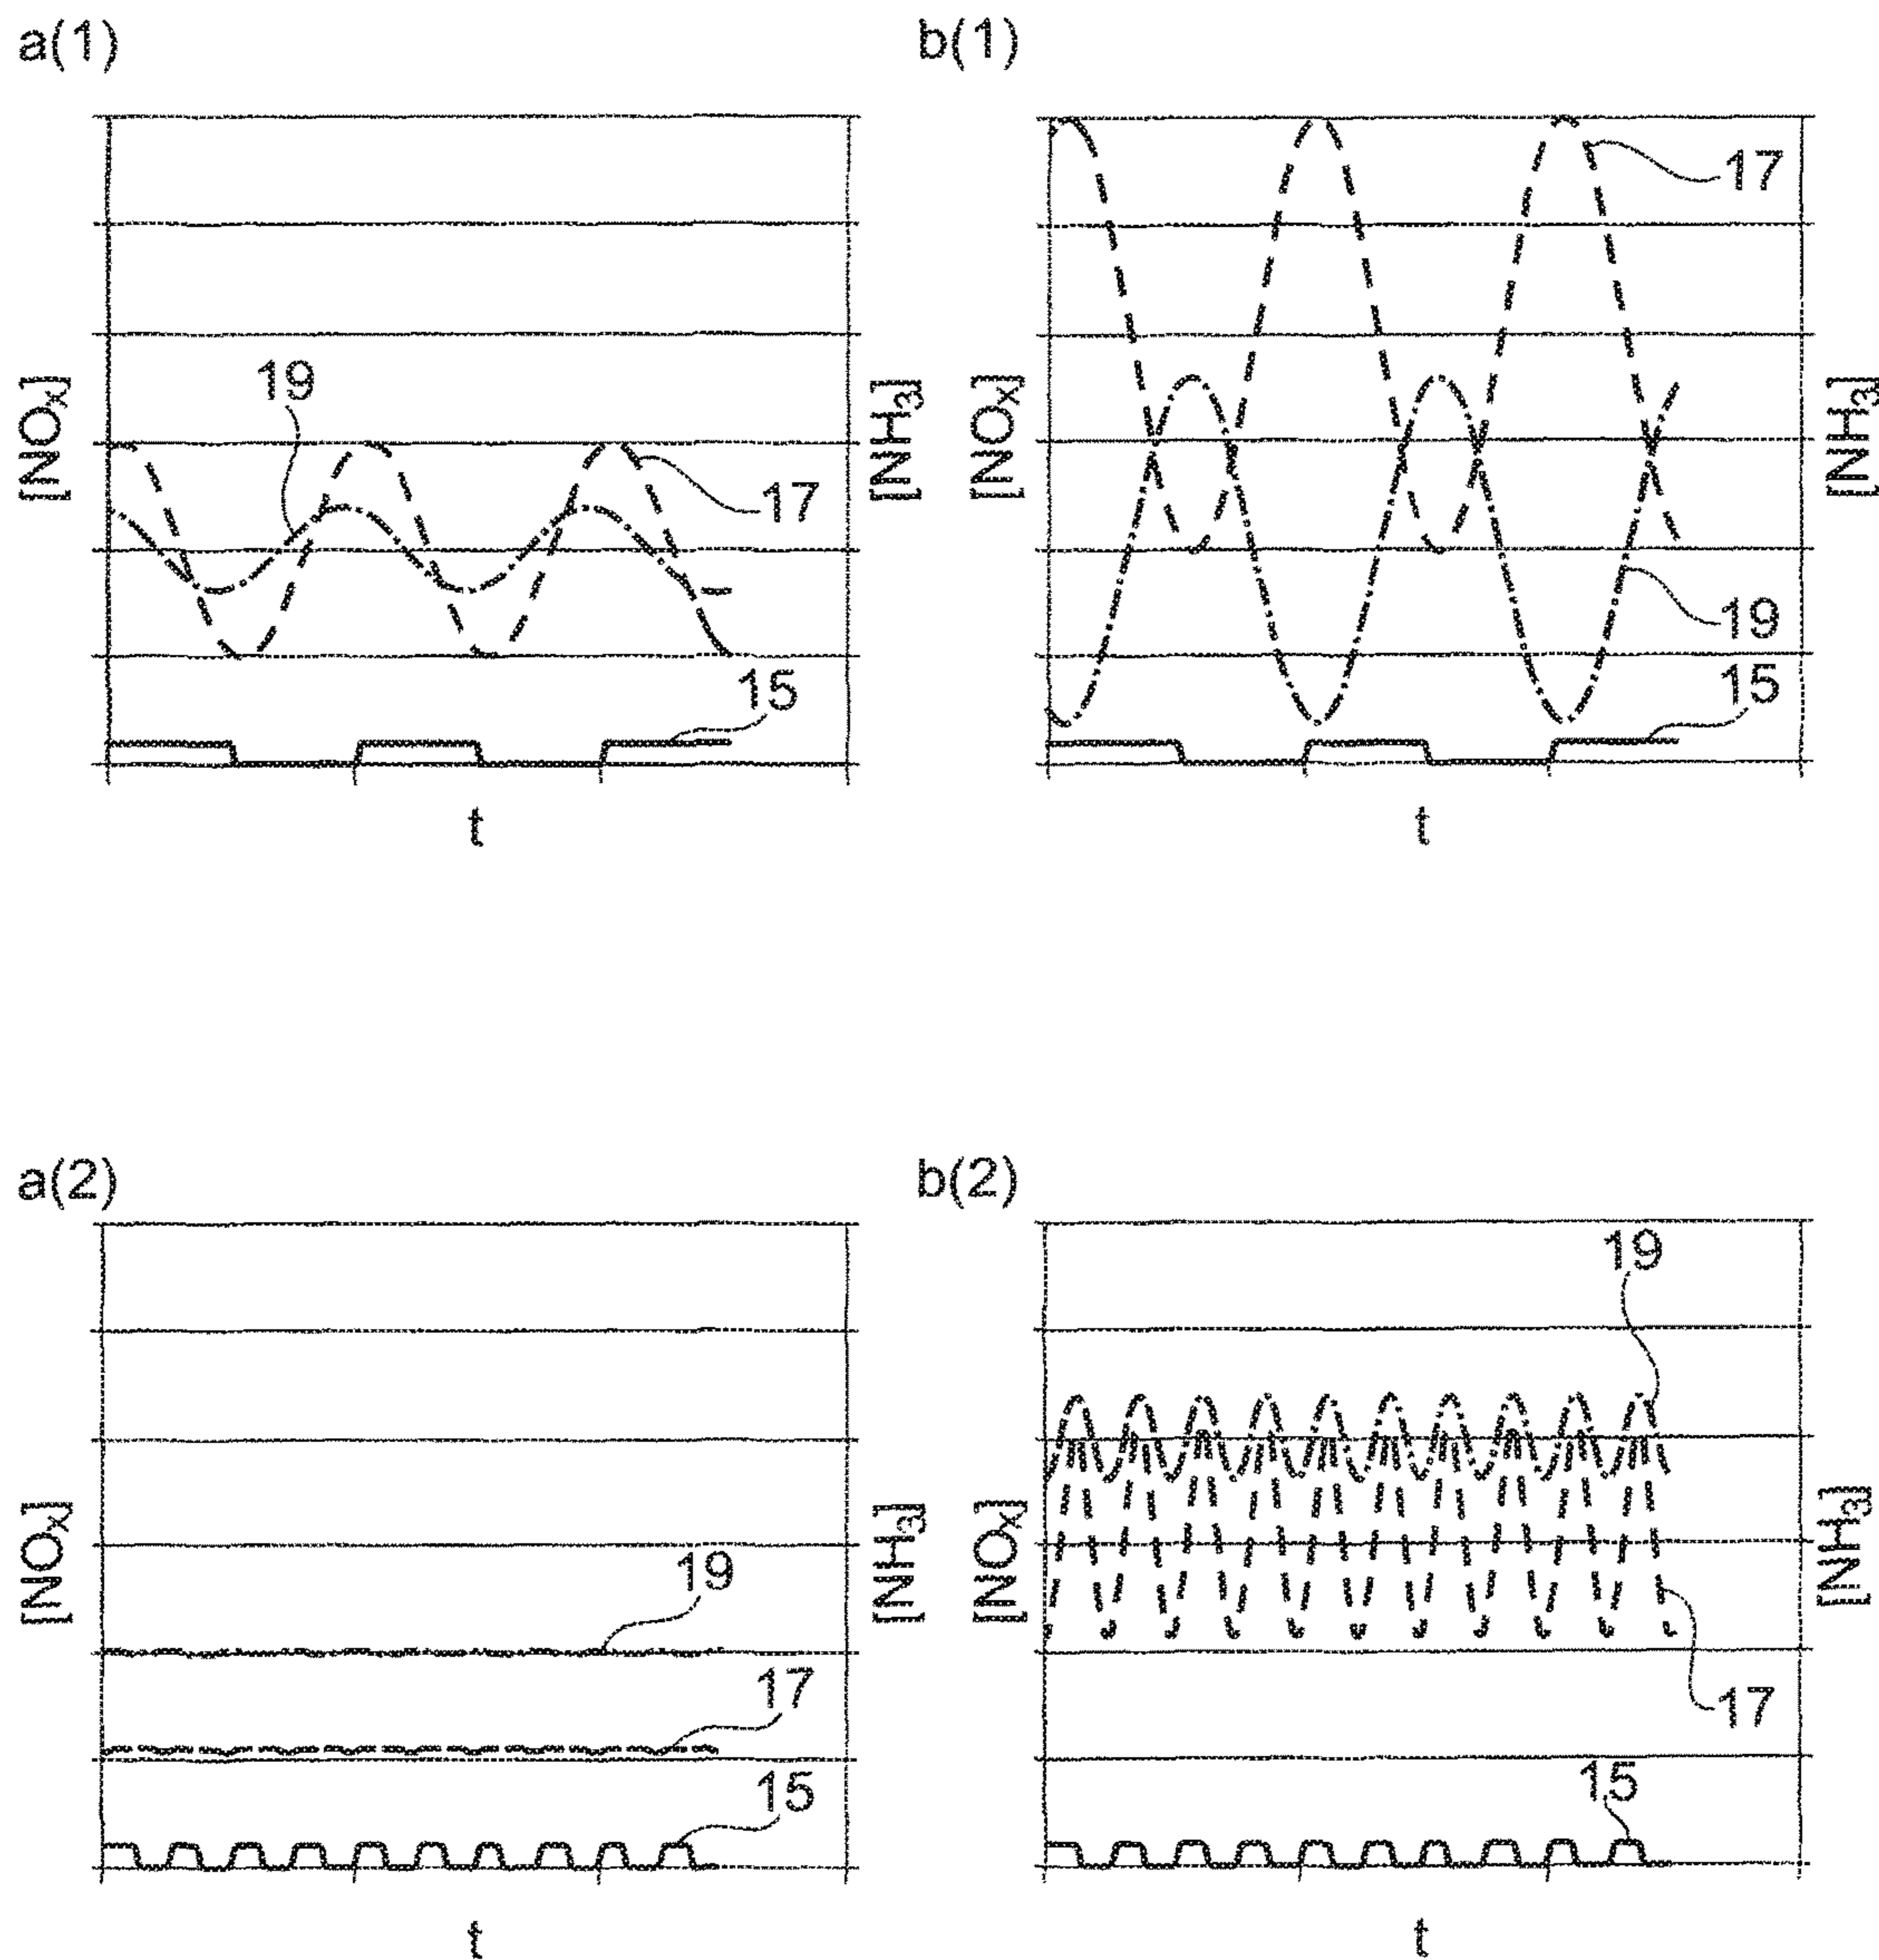 a(1)
[NOX]
19
17
15
[NH3]
t
b(1)
[NOX]
17
19
15
[NH3]
t
a(2)
[NOX]
19
17
15
[NH3]
t
b(2)
[NOX]
19
17
15
[NH3]
t